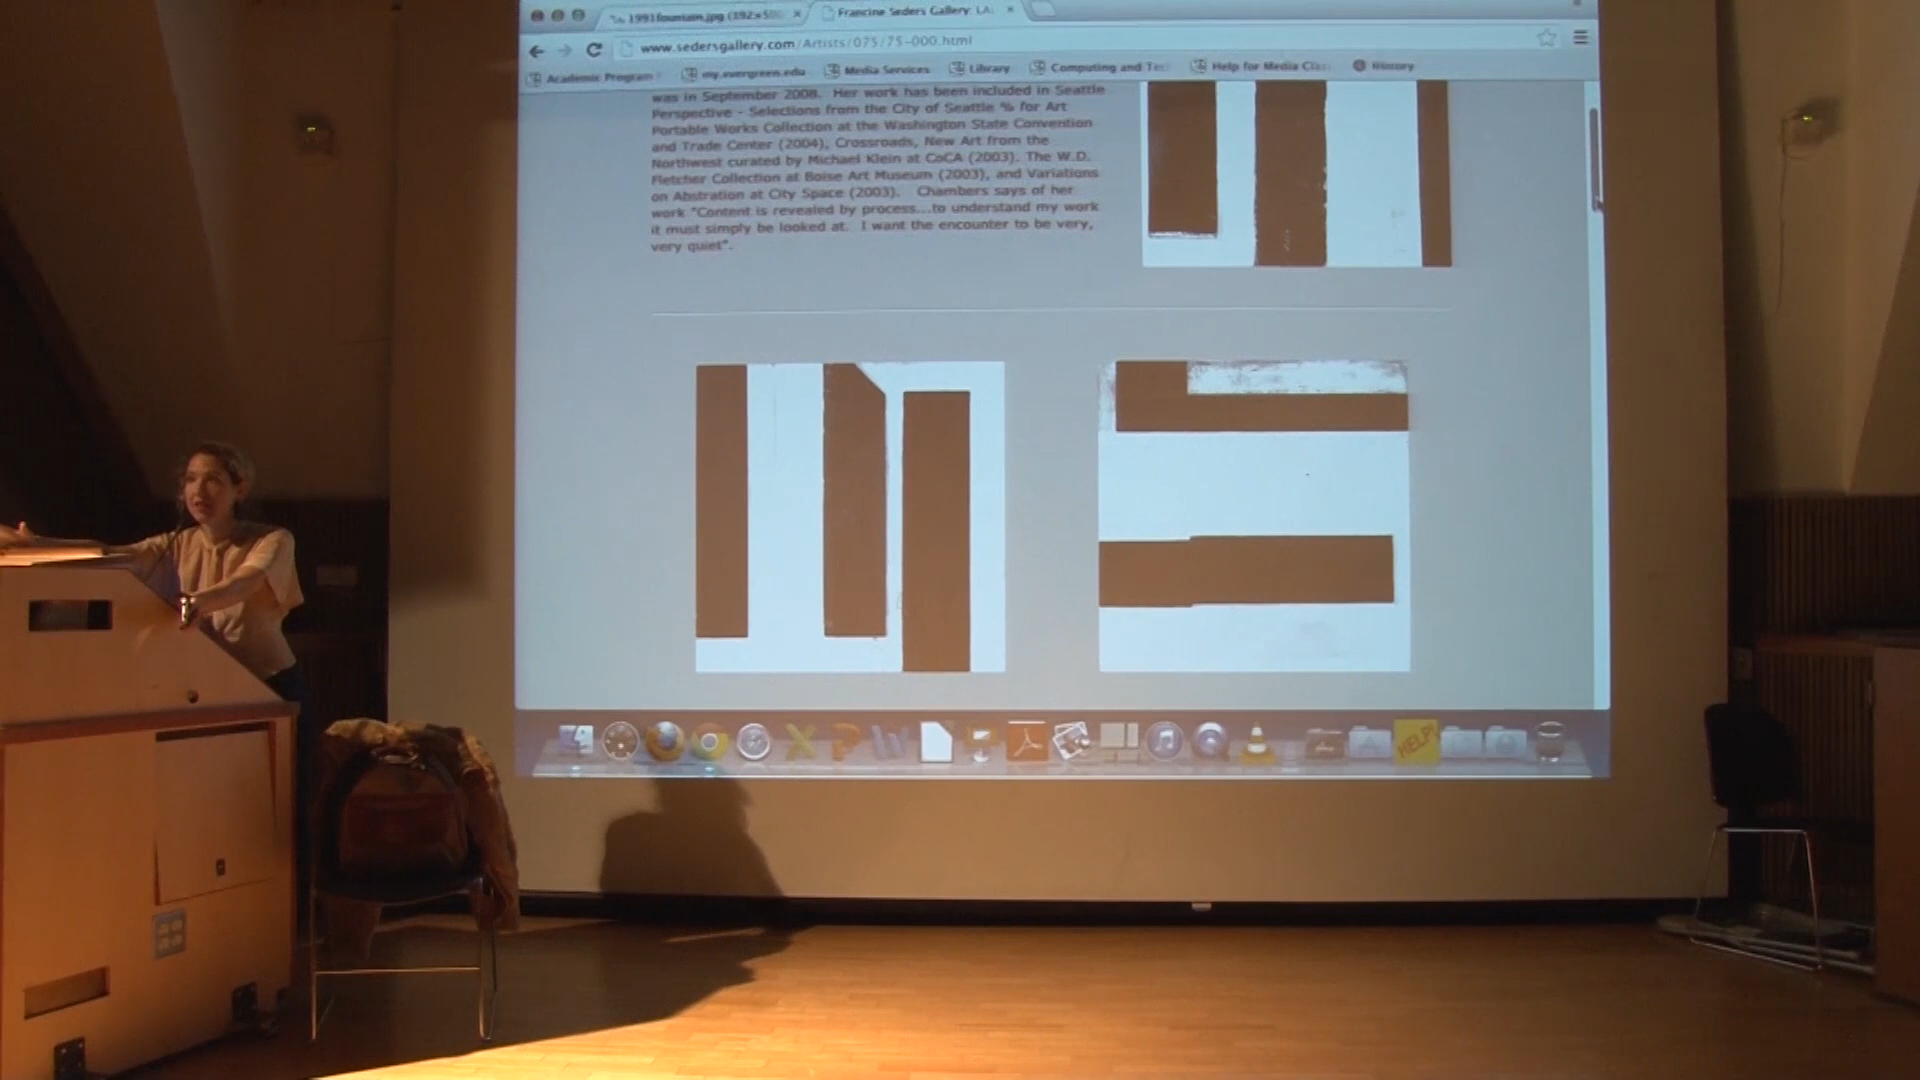 1991fountain.jpg (192×500
Francine Seders Gallery: LA
www.sedersgallery.com/Artists/075/75-000.html
Academic Program
my.evergreen.edu
Media Services
Library
Computing and Tec
Help for Media Clas
History
was in September 2008. Her work has been included in Seattle
Perspective - Selections from the City of Seattle % for Art
Portable Works Collection at the Washington State Convention
and Trade Center (2004), Crossroads, New Art from the
Northwest curated by Michael Klein at CoCA (2003). The W.D.
Fletcher Collection at Boise Art Museum (2003), and Variations
on Abstration at City Space (2003). Chambers says of her
work "Content is revealed by process...to understand my work
it must simply be looked at. I want the encounter to be very,
very quiet".
HELP!